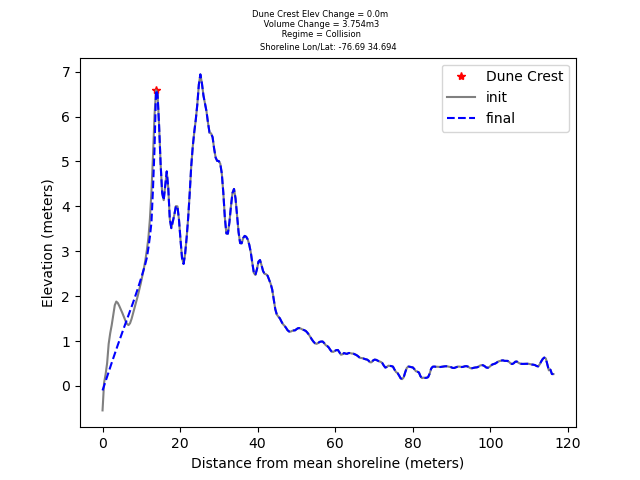 Dune Crest Elev Change = 0.0m
Volume Change = 3.754m3
Regime = Collision
Shoreline Lon/Lat: -76.69 34.694
7
6
5
4
3
2
1
0
Elevation (meters)
Dune Crest
init
final
0 20 40 60 80 100 120
Distance from mean shoreline (meters)